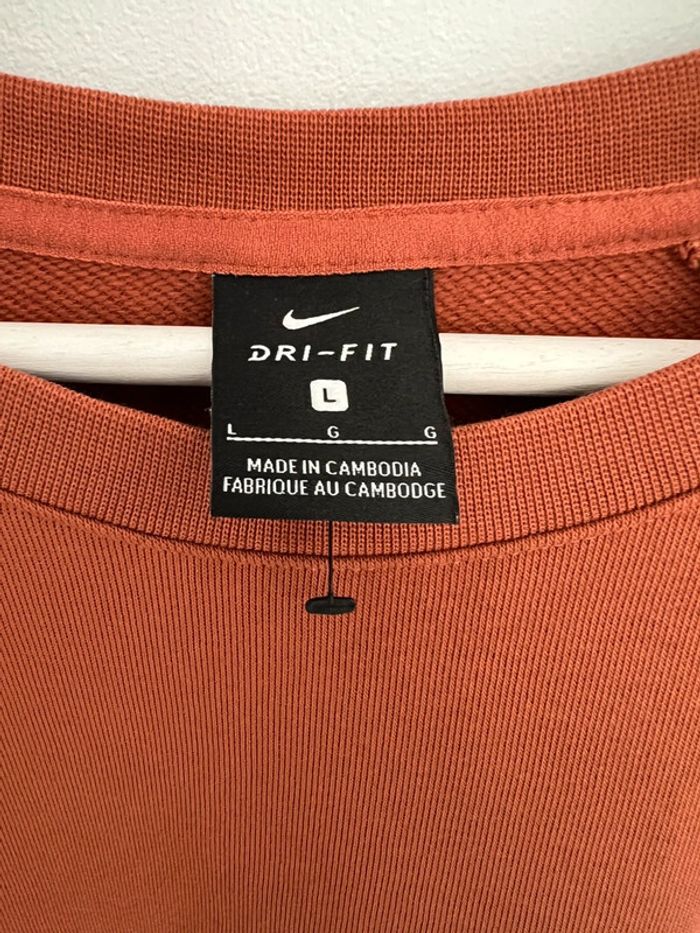 DRI-FIT
L
L G G
MADE IN CAMBODIA
FABRIQUE AU CAMBODGE